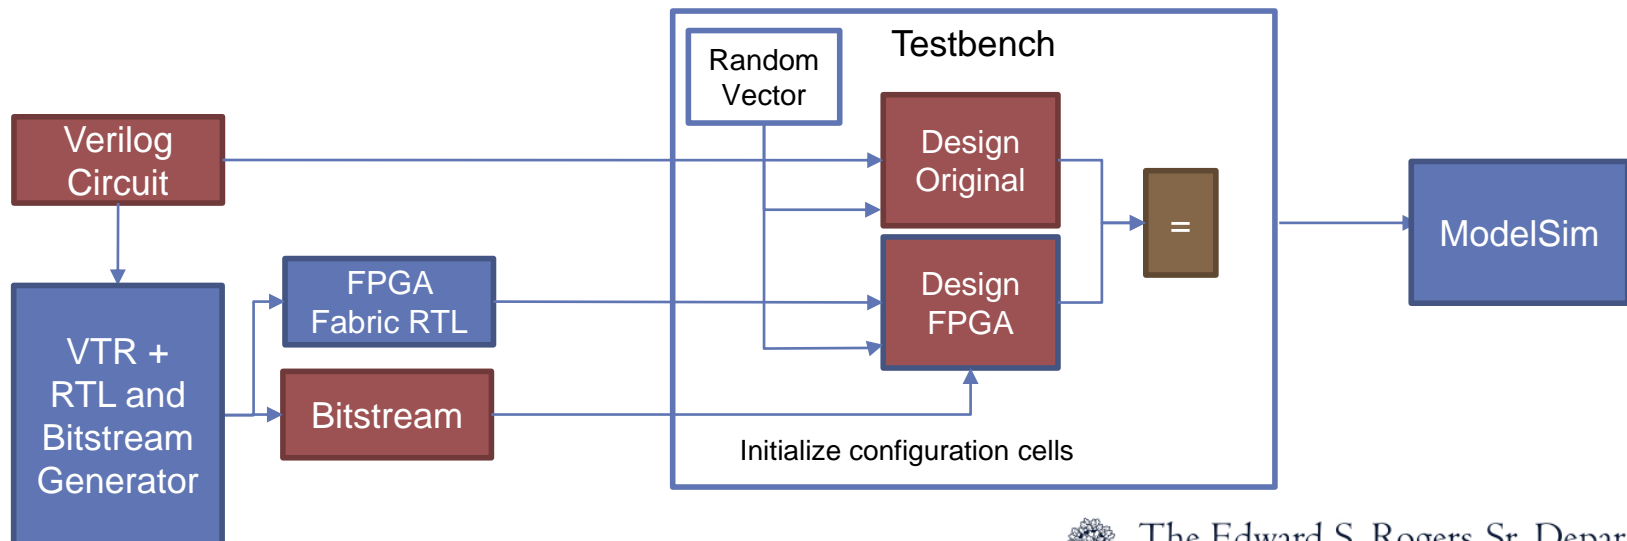 Testbench
Random
Vector
Verilog
Circuit
Design
Original
=
ModelSim
FPGA
Fabric RTL
Design
FPGA
VTR +
RTL and
Bitstream
Generator
Bitstream
Initialize configuration cells
The Edward S. Rogers Sr. Depar